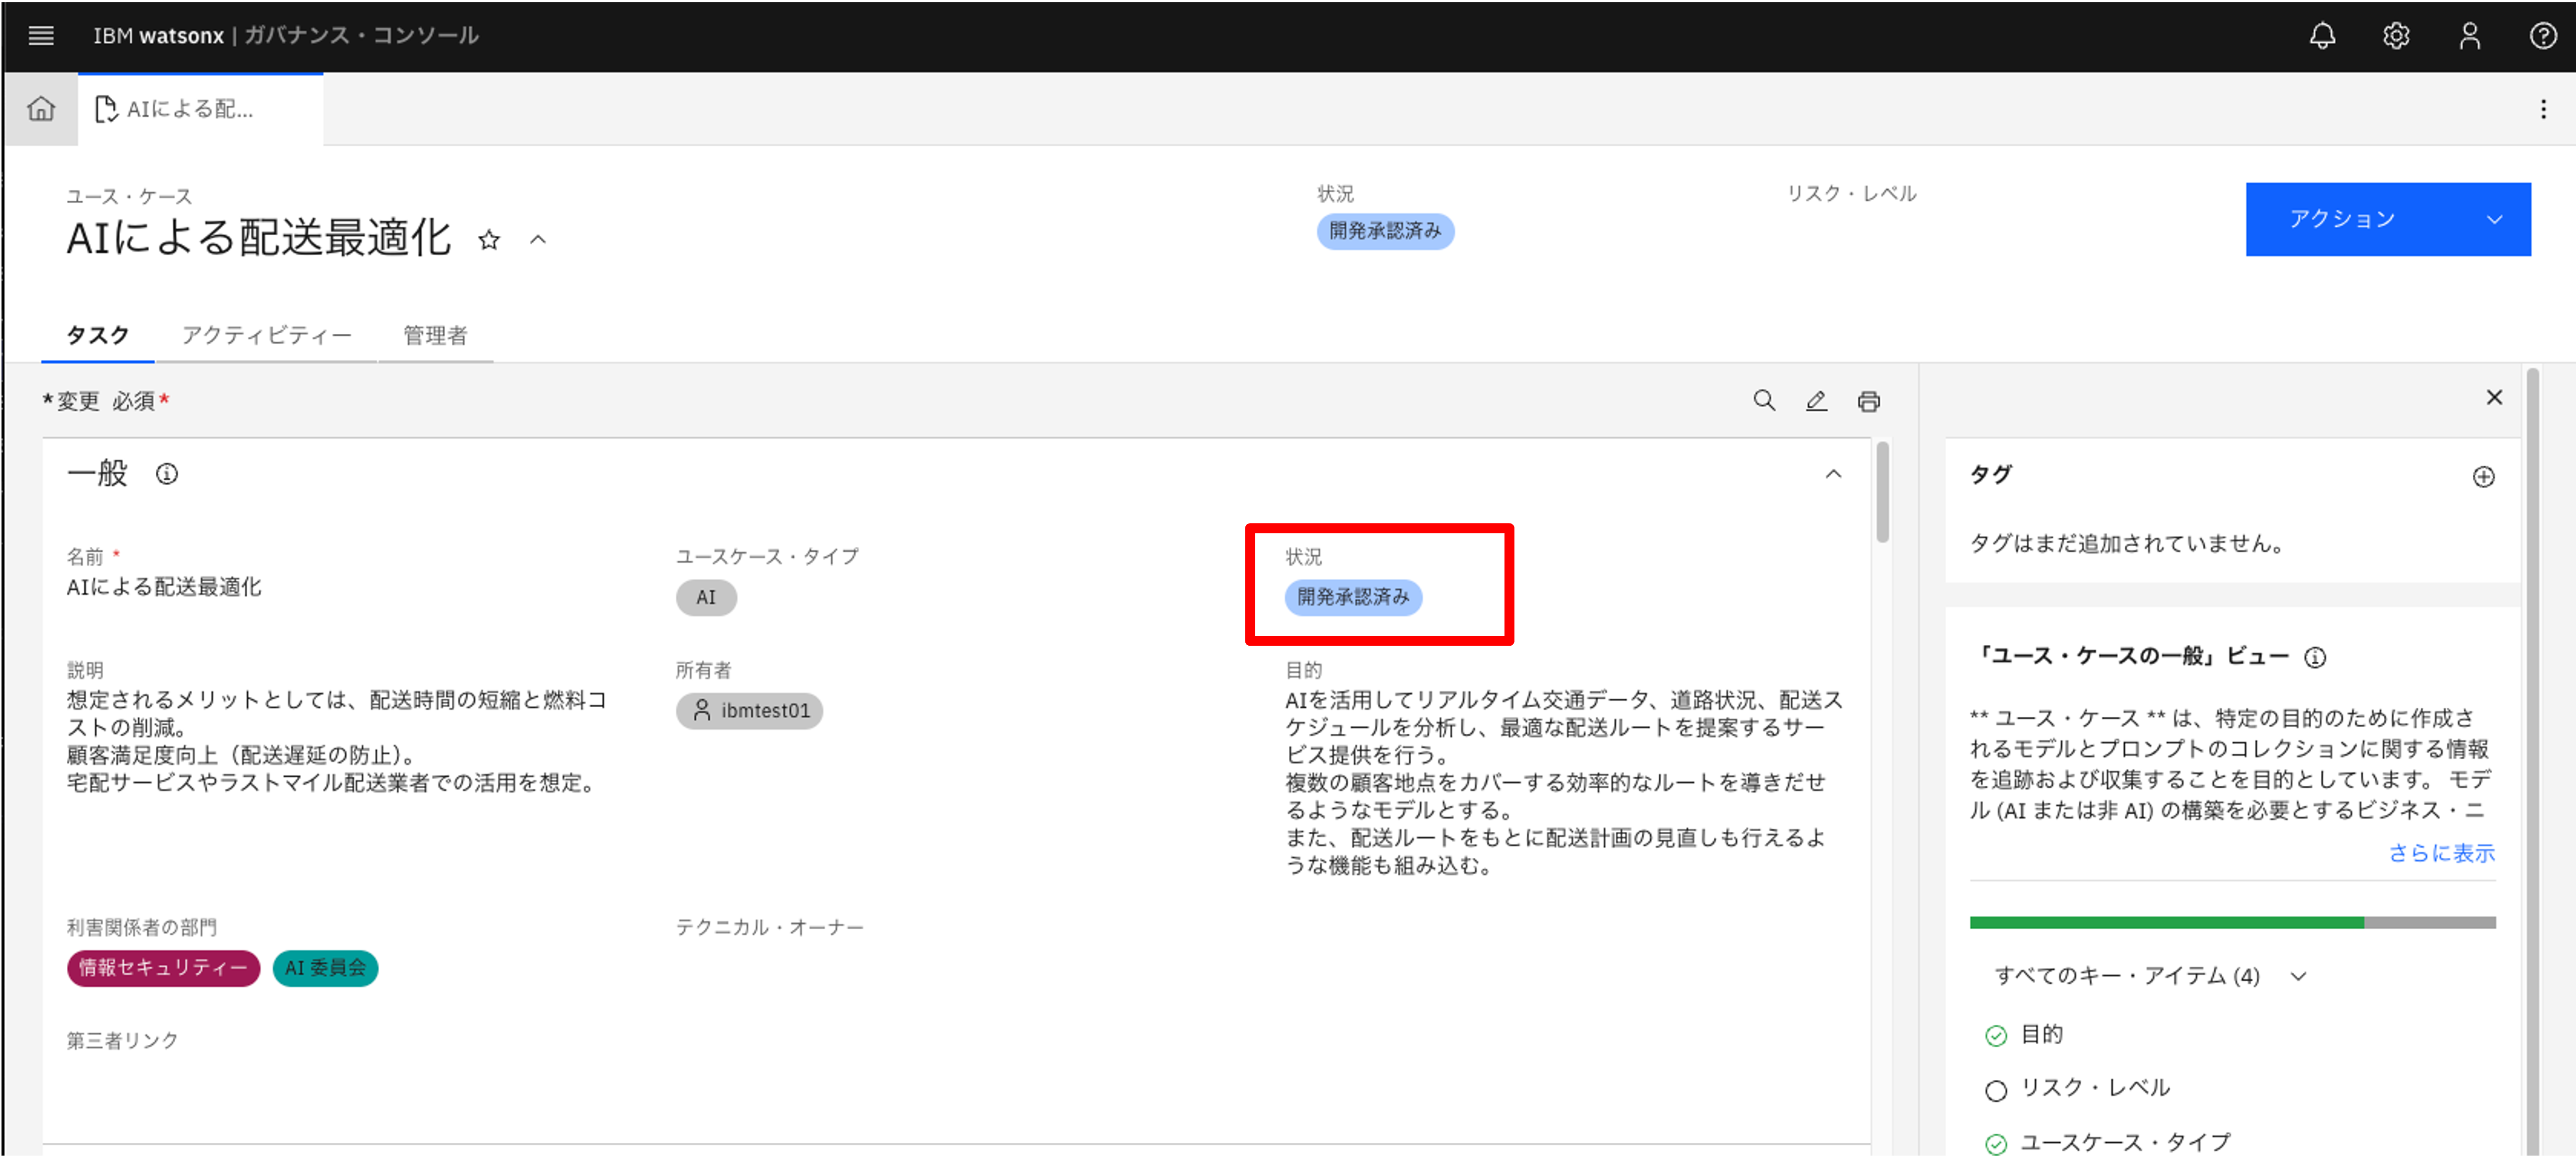 IBM watsonx | ガバナンス・コンソール
AIによる配...
ユース・ケース
AIによる配送最適化
状況
開発承認済み
リスク・レベル
アクション
タスク
アクティビティー
管理者
*変更 必須*
一般
名前 *
AIによる配送最適化
ユースケース・タイプ
AI
状況
開発承認済み
説明
想定されるメリットとしては、配送時間の短縮と燃料コ
ストの削減。
顧客満足度向上（配送遅延の防止）。
宅配サービスやラストマイル配送業者での活用を想定。
所有者
ibmtest01
目的
AIを活用してリアルタイム交通データ、道路状況、配送ス
ケジュールを分析し、最適な配送ルートを提案するサー
ビス提供を行う。
複数の顧客地点をカバーする効率的なルートを導きだせ
るようなモデルとする。
また、配送ルートをもとに配送計画の見直しも行えるよ
うな機能も組み込む。
利害関係者の部門
情報セキュリティー
AI 委員会
テクニカル・オーナー
第三者リンク
タグ
タグはまだ追加されていません。
「ユース・ケースの一般」ビュー
** ユース・ケース ** は、特定の目的のために作成さ
れるモデルとプロンプトのコレクションに関する情報
を追跡および収集することを目的としています。 モデ
ル (AI または非 AI) の構築を必要とするビジネス・ニ
さらに表示
すべてのキー・アイテム (4)
目的
リスク・レベル
ユースケース・タイプ